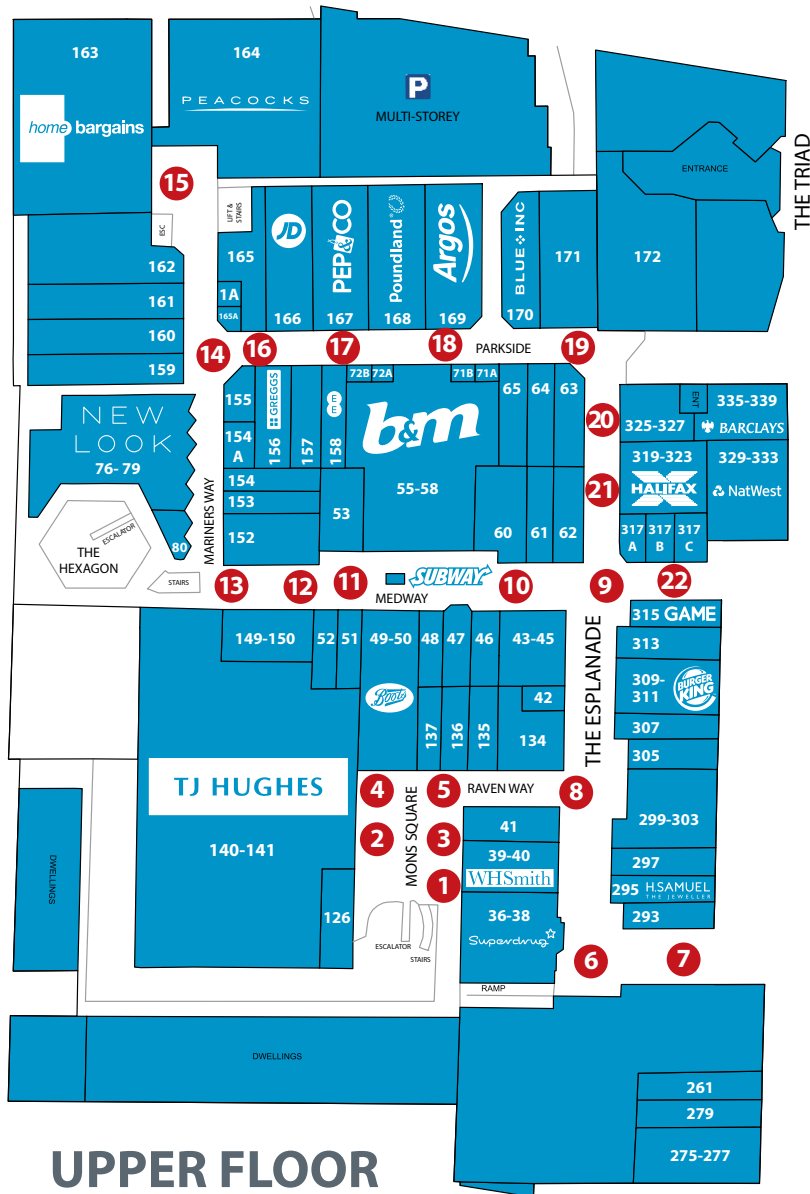 163
home bargains
164
PEACOCKS
P
MULTI-STOREY
ENTRANCE
THE TRIAD
15
ESC
LIFT &
STAIRS
162
161
160
159
165
1A
165A
JD
166
PEP&CO
167
Poundland
168
Argos
169
BLUE INC
170
171
172
14
16
17
18
PARKSIDE
19
NEW
LOOK
76- 79
80
THE
HEXAGON
ESCALATOR
STAIRS
MARINERS WAY
155
154
A
GREGGS
156
157
EE
158
72B
72A
71B
71A
b&m
55-58
65
64
63
154
153
152
53
60
61
62
20
21
325-327
ENT
335-339
BARCLAYS
319-323
HALIFAX
329-333
NatWest
317
A
317
B
317
C
13
12
11
SUBWAY
MEDWAY
10
9
22
149-150
52
51
49-50
Boots
48
47
46
43-45
42
137
136
135
134
THE ESPLANADE
315 GAME
313
309-
311
BURGER
KING
307
305
299-303
297
295 H.SAMUEL
THE JEWELLER
293
TJ HUGHES
140-141
126
DWELLINGS
4
5
RAVEN WAY
8
2
MONS SQUARE
3
1
41
39-40
WHSmith
36-38
Superdrug
ESCALATOR
STAIRS
6
7
RAMP
DWELLINGS
261
279
275-277
UPPER FLOOR